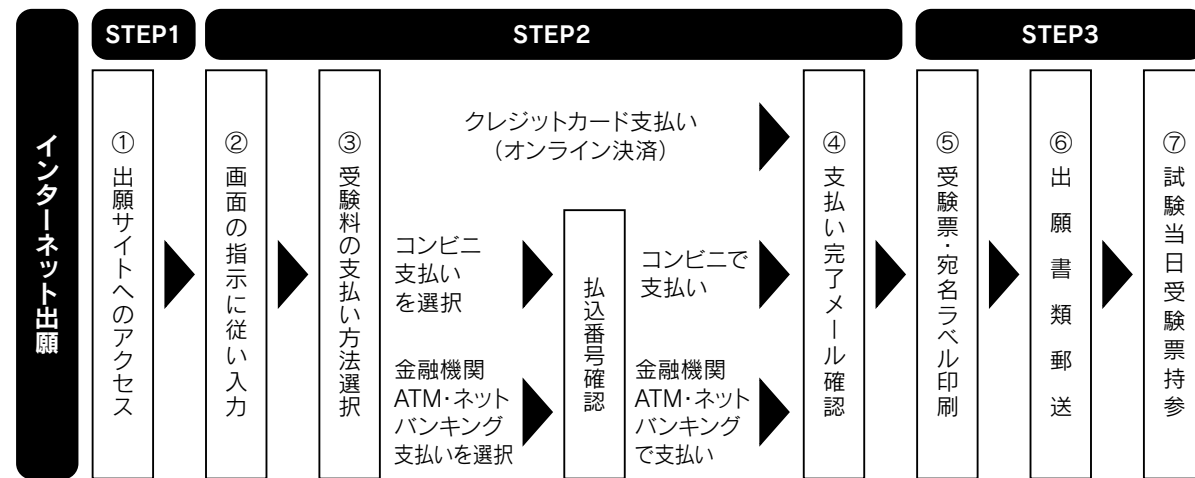 インターネット出願
STEP1
STEP2
STEP3
① 出願サイトへのアクセス
② 画面の指示に従い入力
③ 受験料の支払い方法選択
クレジットカード支払い
（オンライン決済）
コンビニ
支払い
を選択
金融機関
ATM・ネット
バンキング
支払いを選択
払込番号確認
コンビニで
支払い
金融機関
ATM・ネット
バンキング
で支払い
④ 支払い完了メール確認
⑤ 受験票・宛名ラベル印刷
⑥ 出願書類郵送
⑦ 試験当日受験票持参